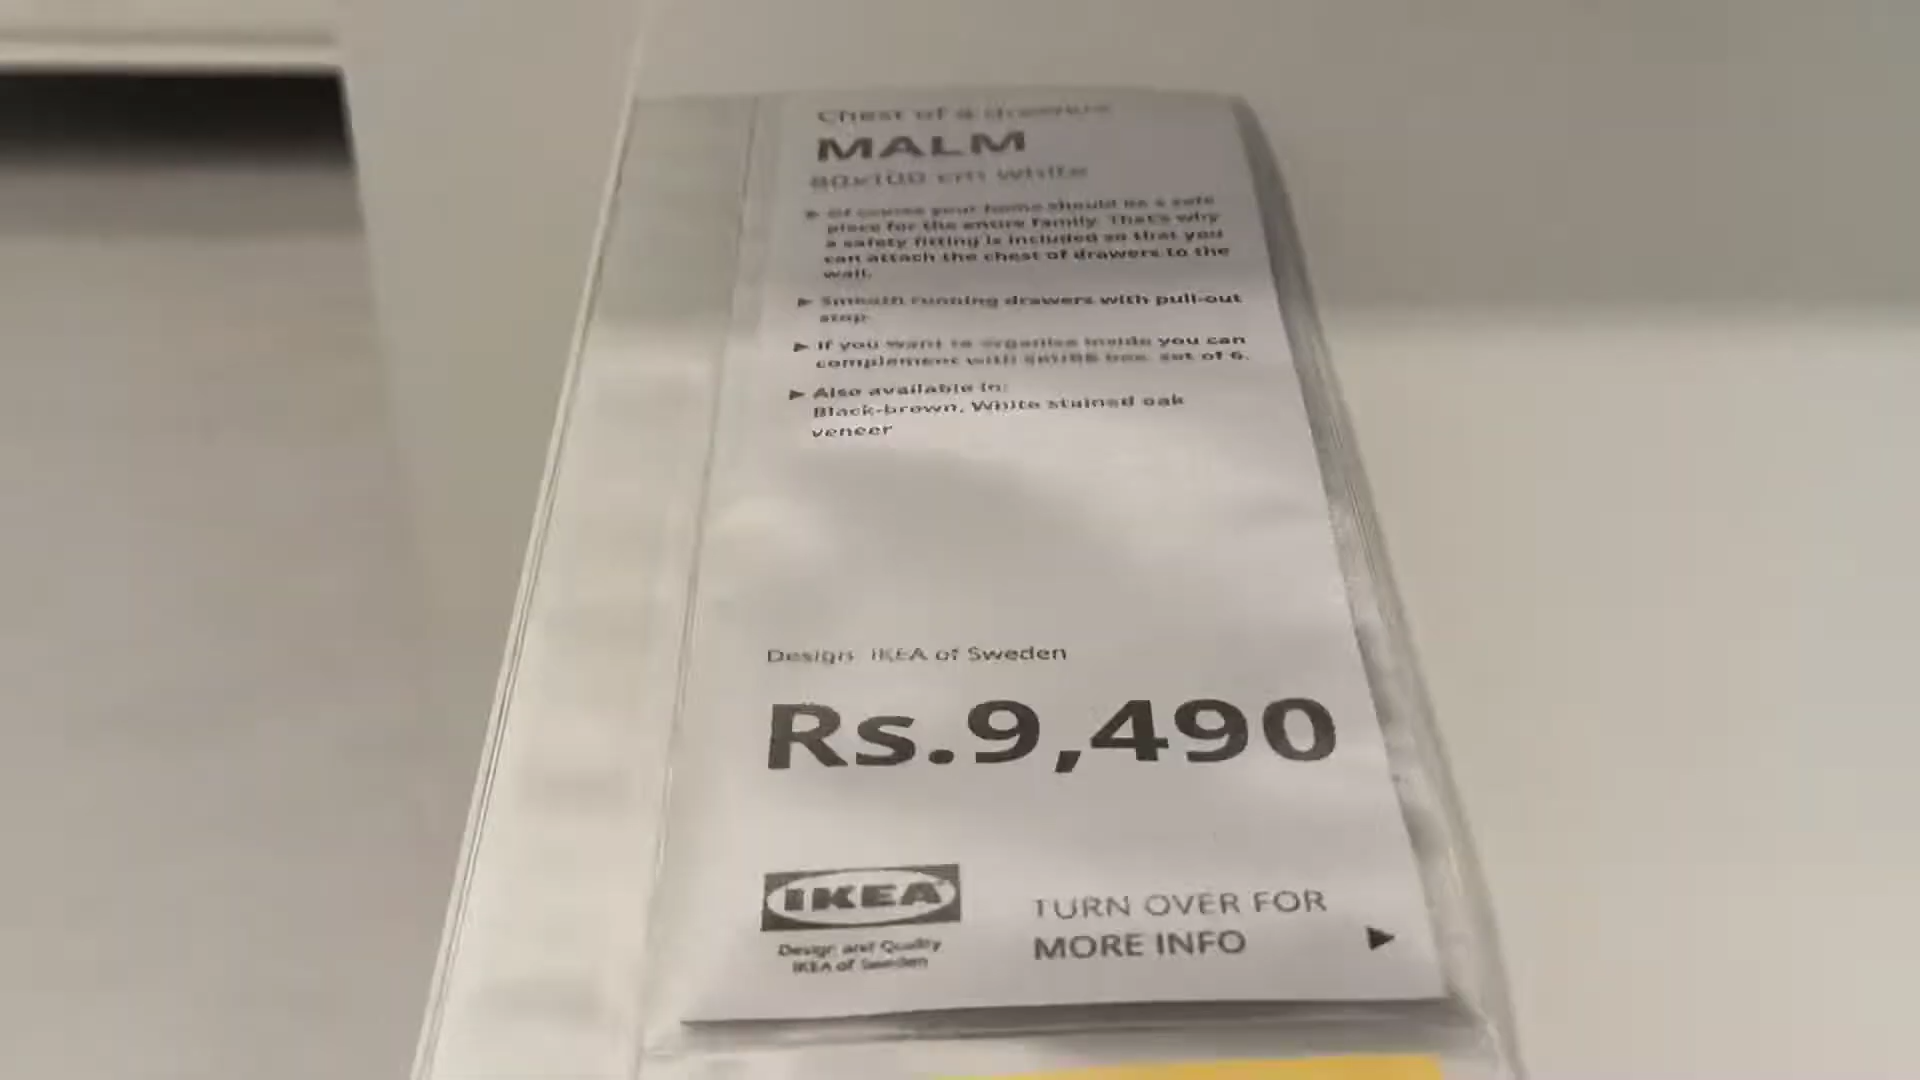 Chest of 4 drawers
MALM
80x100 cm white
▶ Of course your home should be a safe
place for the entire family. That's why
a safety fitting is included so that you
can attach the chest of drawers to the
wall.
▶ Smooth running drawers with pull-out
stop.
▶ If you want to organise inside you can
complement with SKUBB box, set of 6.
▶ Also available in:
Black-brown, White stained oak
veneer
Design IKEA of Sweden
Rs.9,490
IKEA
Design and Quality
IKEA of Sweden
TURN OVER FOR
MORE INFO ▶